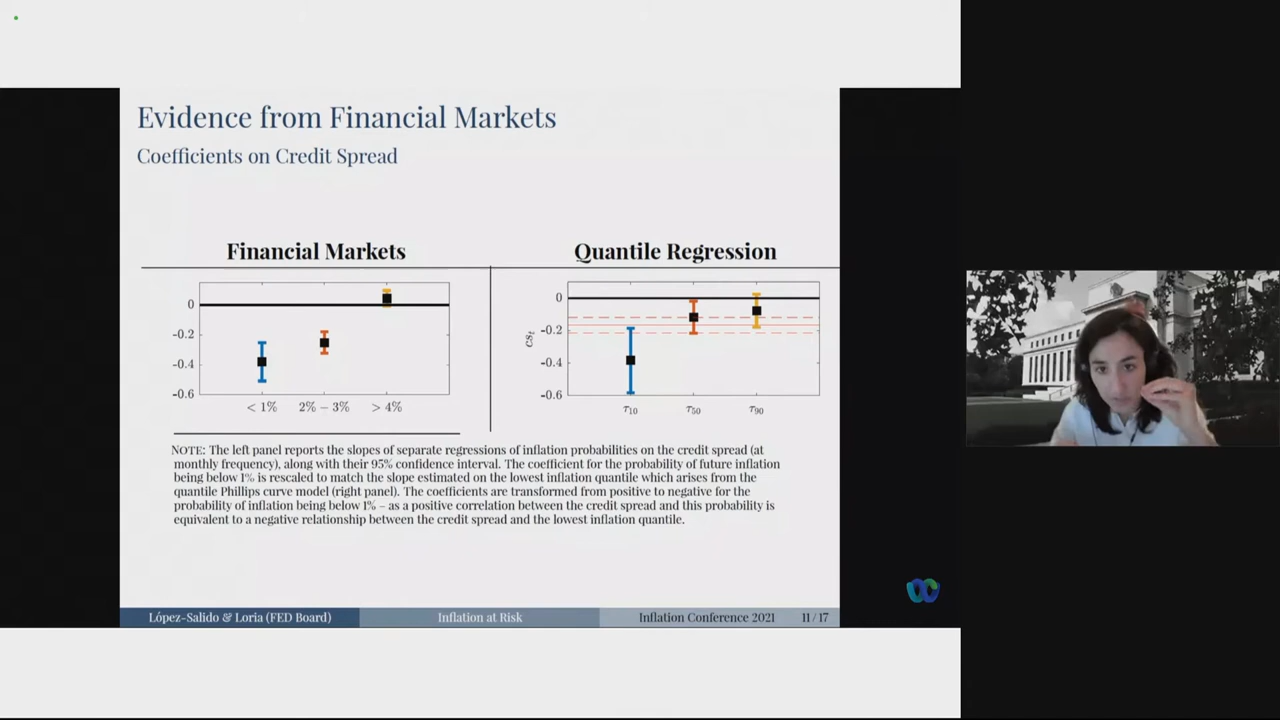 Evidence from Financial Markets
Coefficients on Credit Spread
Financial Markets
0
-0.2
-0.4
-0.6
< 1%
2% – 3%
> 4%
Quantile Regression
cs_t
0
-0.2
-0.4
-0.6
τ10
τ50
τ90
NOTE: The left panel reports the slopes of separate regressions of inflation probabilities on the credit spread (at
monthly frequency), along with their 95% confidence interval. The coefficient for the probability of future inflation
being below 1% is rescaled to match the slope estimated on the lowest inflation quantile which arises from the
quantile Phillips curve model (right panel). The coefficients are transformed from positive to negative for the
probability of inflation being below 1% – as a positive correlation between the credit spread and this probability is
equivalent to a negative relationship between the credit spread and the lowest inflation quantile.
López-Salido & Loria (FED Board)
Inflation at Risk
Inflation Conference 2021
11 / 17